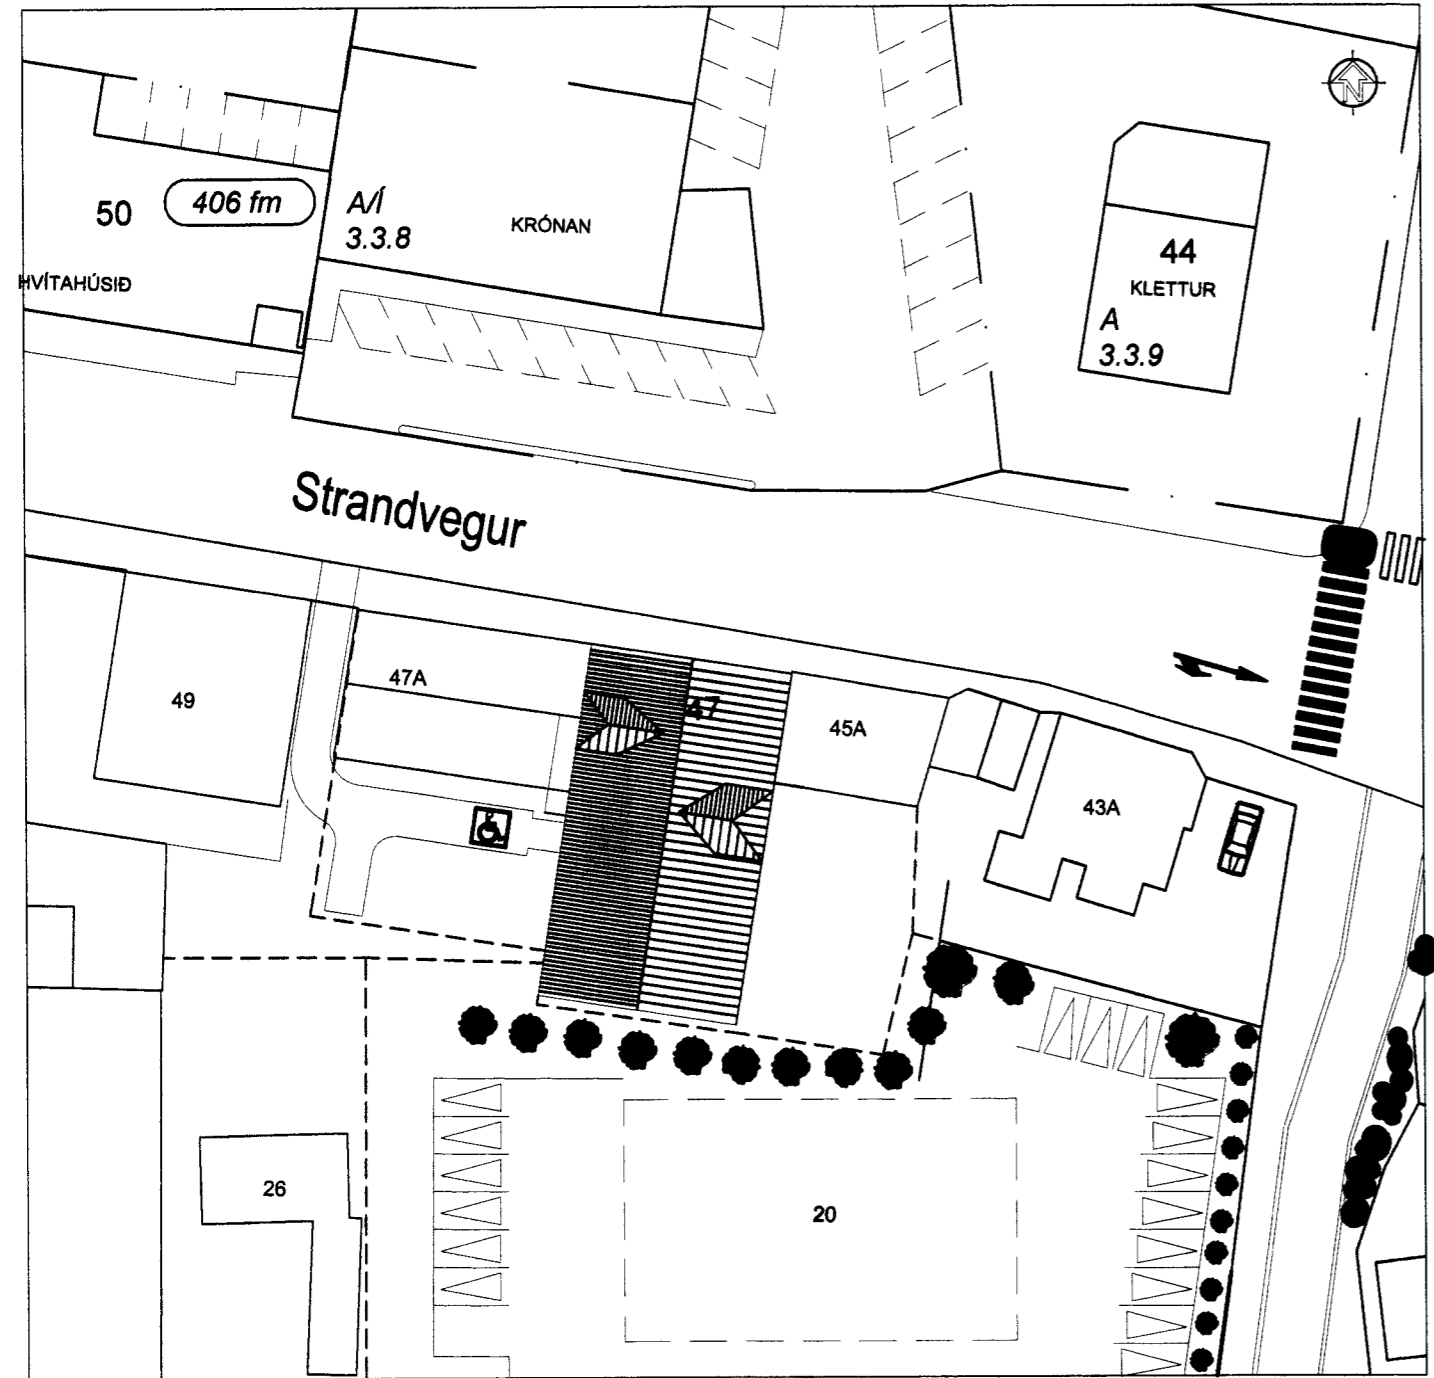 N
50
406 fm
A/Í
3.3.8
KRÓNAN
HVÍTAHÚSIÐ
44
KLETTUR
A
3.3.9
Strandvegur
49
47A
47
45A
43A
26
20